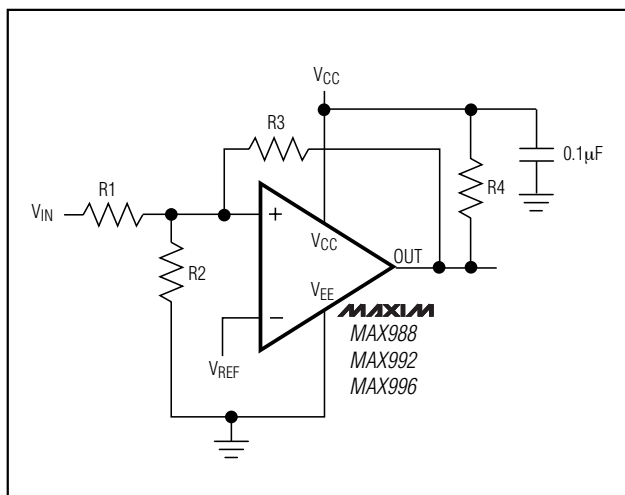 VCC
R3
0.1µF
R1
R4
VIN
+
VCC
OUT
R2
VEE
MAXIM
−
MAX988
VREF
MAX992
MAX996